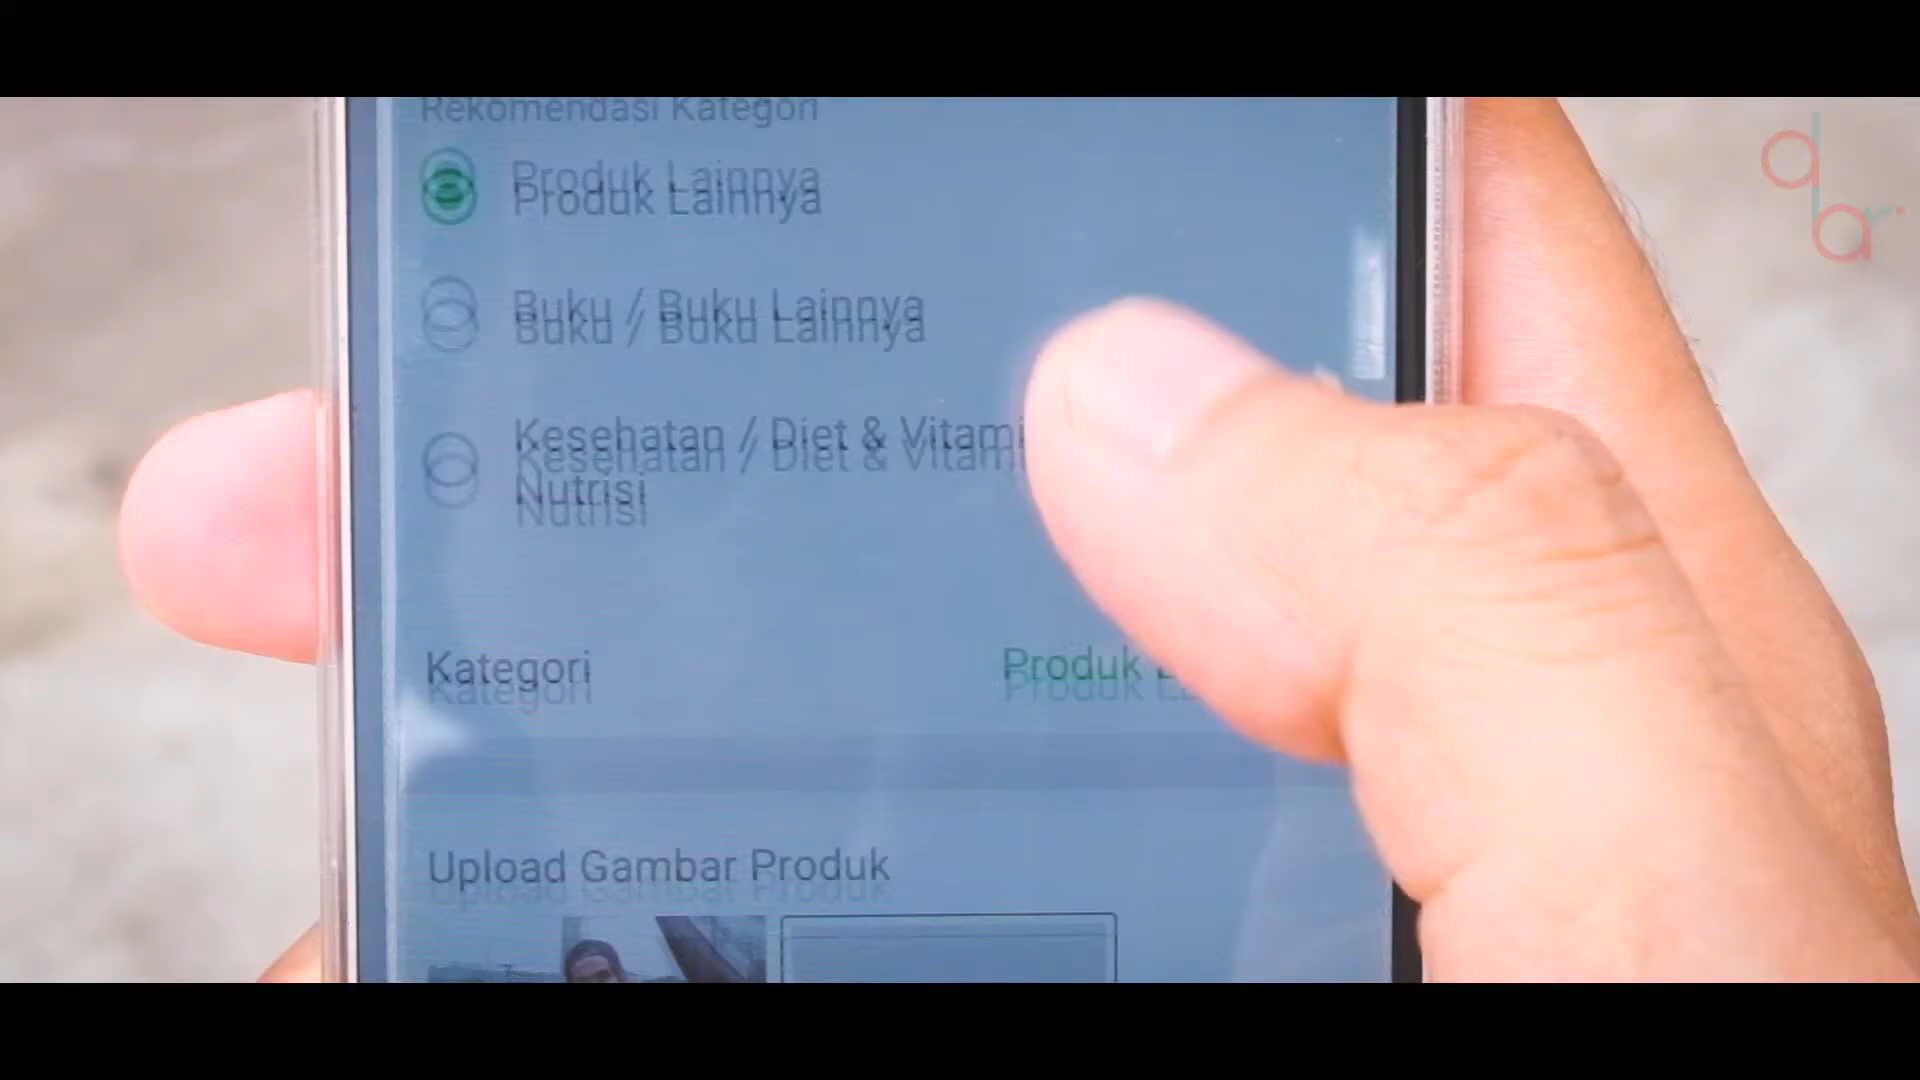 Rekomendasi Kategori
Produk Lainnya
Buku / Buku Lainnya
Kesehatan / Diet & Vitami
Nutrisi
Kategori
Produk L
Upload Gambar Produk